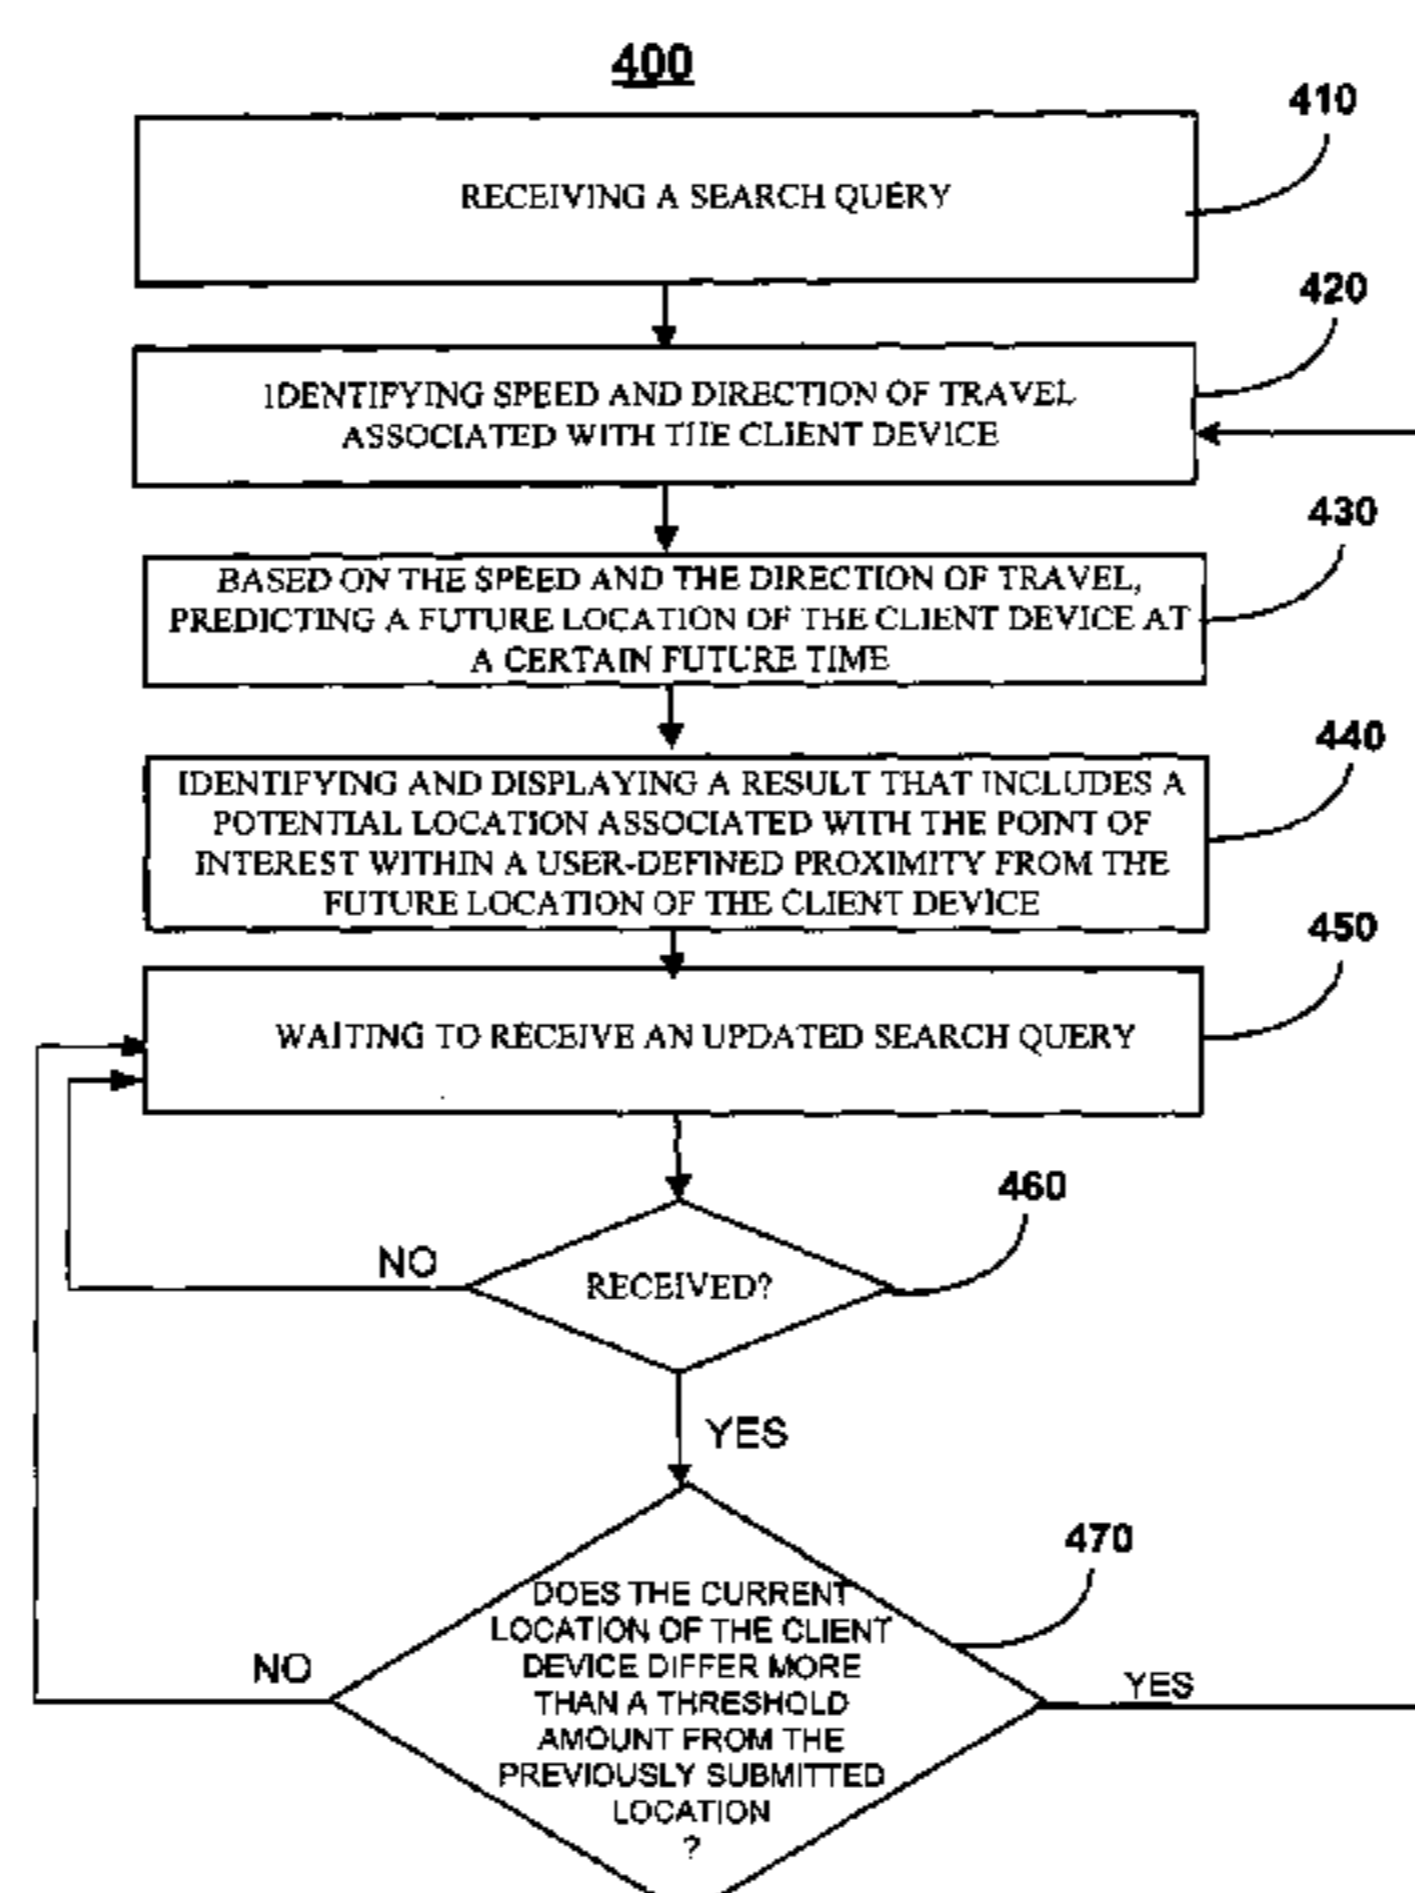 400
410
RECEIVING A SEARCH QUERY
420
IDENTIFYING SPEED AND DIRECTION OF TRAVEL
ASSOCIATED WITH THE CLIENT DEVICE
430
BASED ON THE SPEED AND THE DIRECTION OF TRAVEL,
PREDICTING A FUTURE LOCATION OF THE CLIENT DEVICE AT
A CERTAIN FUTURE TIME
440
IDENTIFYING AND DISPLAYING A RESULT THAT INCLUDES A
POTENTIAL LOCATION ASSOCIATED WITH THE POINT OF
INTEREST WITHIN A USER-DEFINED PROXIMITY FROM THE
FUTURE LOCATION OF THE CLIENT DEVICE
450
WAITING TO RECEIVE AN UPDATED SEARCH QUERY
460
NO
RECEIVED?
YES
470
DOES THE CURRENT
LOCATION OF THE CLIENT
DEVICE DIFFER MORE
THAN A THRESHOLD
AMOUNT FROM THE
PREVIOUSLY SUBMITTED
LOCATION
?
NO
YES